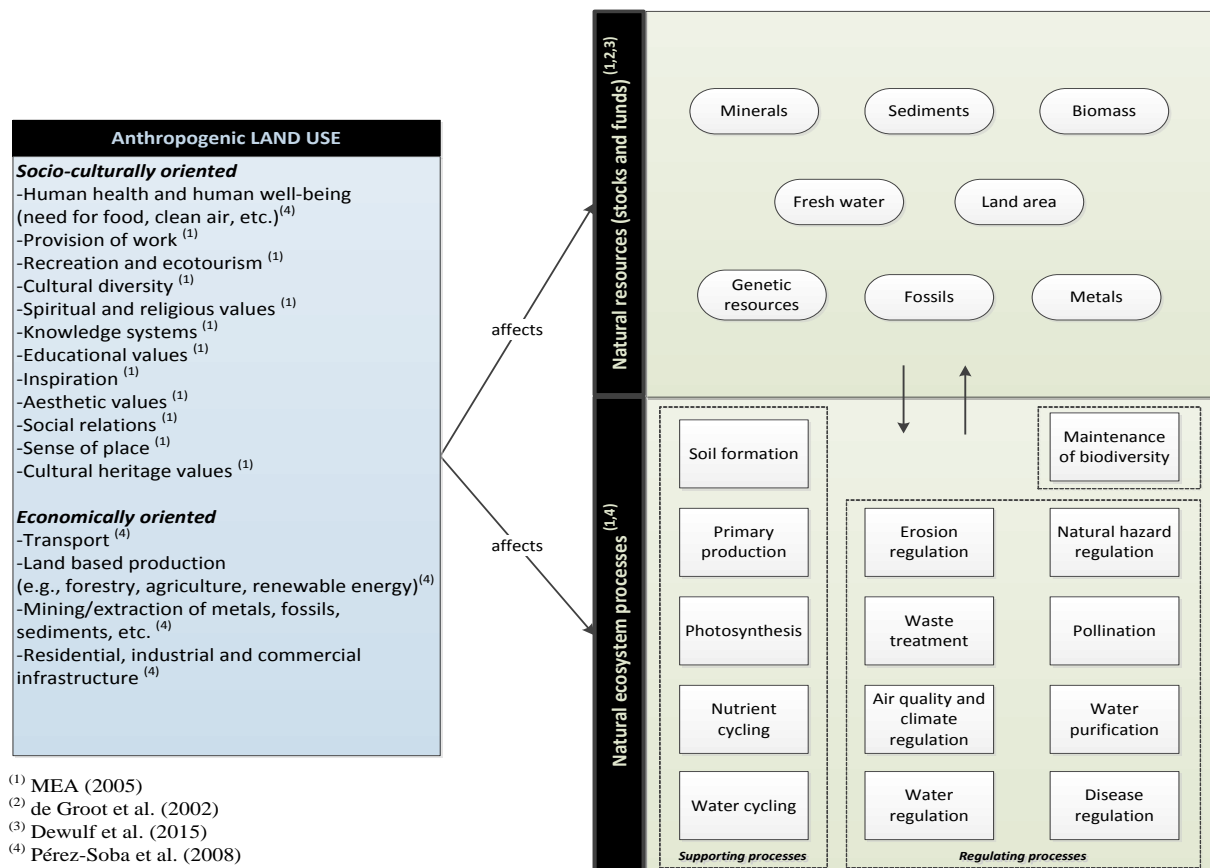 Anthropogenic LAND USE
Socio-culturally oriented
-Human health and human well-being
(need for food, clean air, etc.)(4)
-Provision of work (1)
-Recreation and ecotourism (1)
-Cultural diversity (1)
-Spiritual and religious values (1)
-Knowledge systems (1)
-Educational values (1)
-Inspiration (1)
-Aesthetic values (1)
-Social relations (1)
-Sense of place (1)
-Cultural heritage values (1)
Economically oriented
-Transport (4)
-Land based production
(e.g., forestry, agriculture, renewable energy)(4)
-Mining/extraction of metals, fossils,
sediments, etc. (4)
-Residential, industrial and commercial
infrastructure (4)
(1) MEA (2005)
(2) de Groot et al. (2002)
(3) Dewulf et al. (2015)
(4) Pérez-Soba et al. (2008)
affects
affects
Natural resources (stocks and funds) (1,2,3)
Minerals
Sediments
Biomass
Fresh water
Land area
Genetic
resources
Fossils
Metals
Natural ecosystem processes (1,4)
Soil formation
Primary
production
Photosynthesis
Nutrient
cycling
Water cycling
Supporting processes
Maintenance
of biodiversity
Erosion
regulation
Natural hazard
regulation
Waste
treatment
Pollination
Air quality and
climate
regulation
Water
purification
Water
regulation
Disease
regulation
Regulating processes